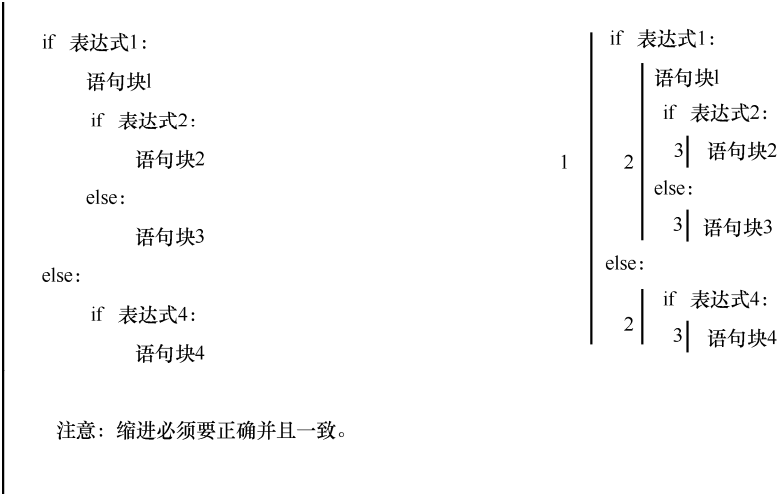 if 表达式1:
语句块l
if 表达式2:
语句块2
else:
语句块3
else:
if 表达式4:
语句块4
注意：缩进必须要正确并且一致。
if 表达式1:
语句块l
if 表达式2:
3 语句块2
1 2
else:
3 语句块3
else:
if 表达式4:
2
3 语句块4